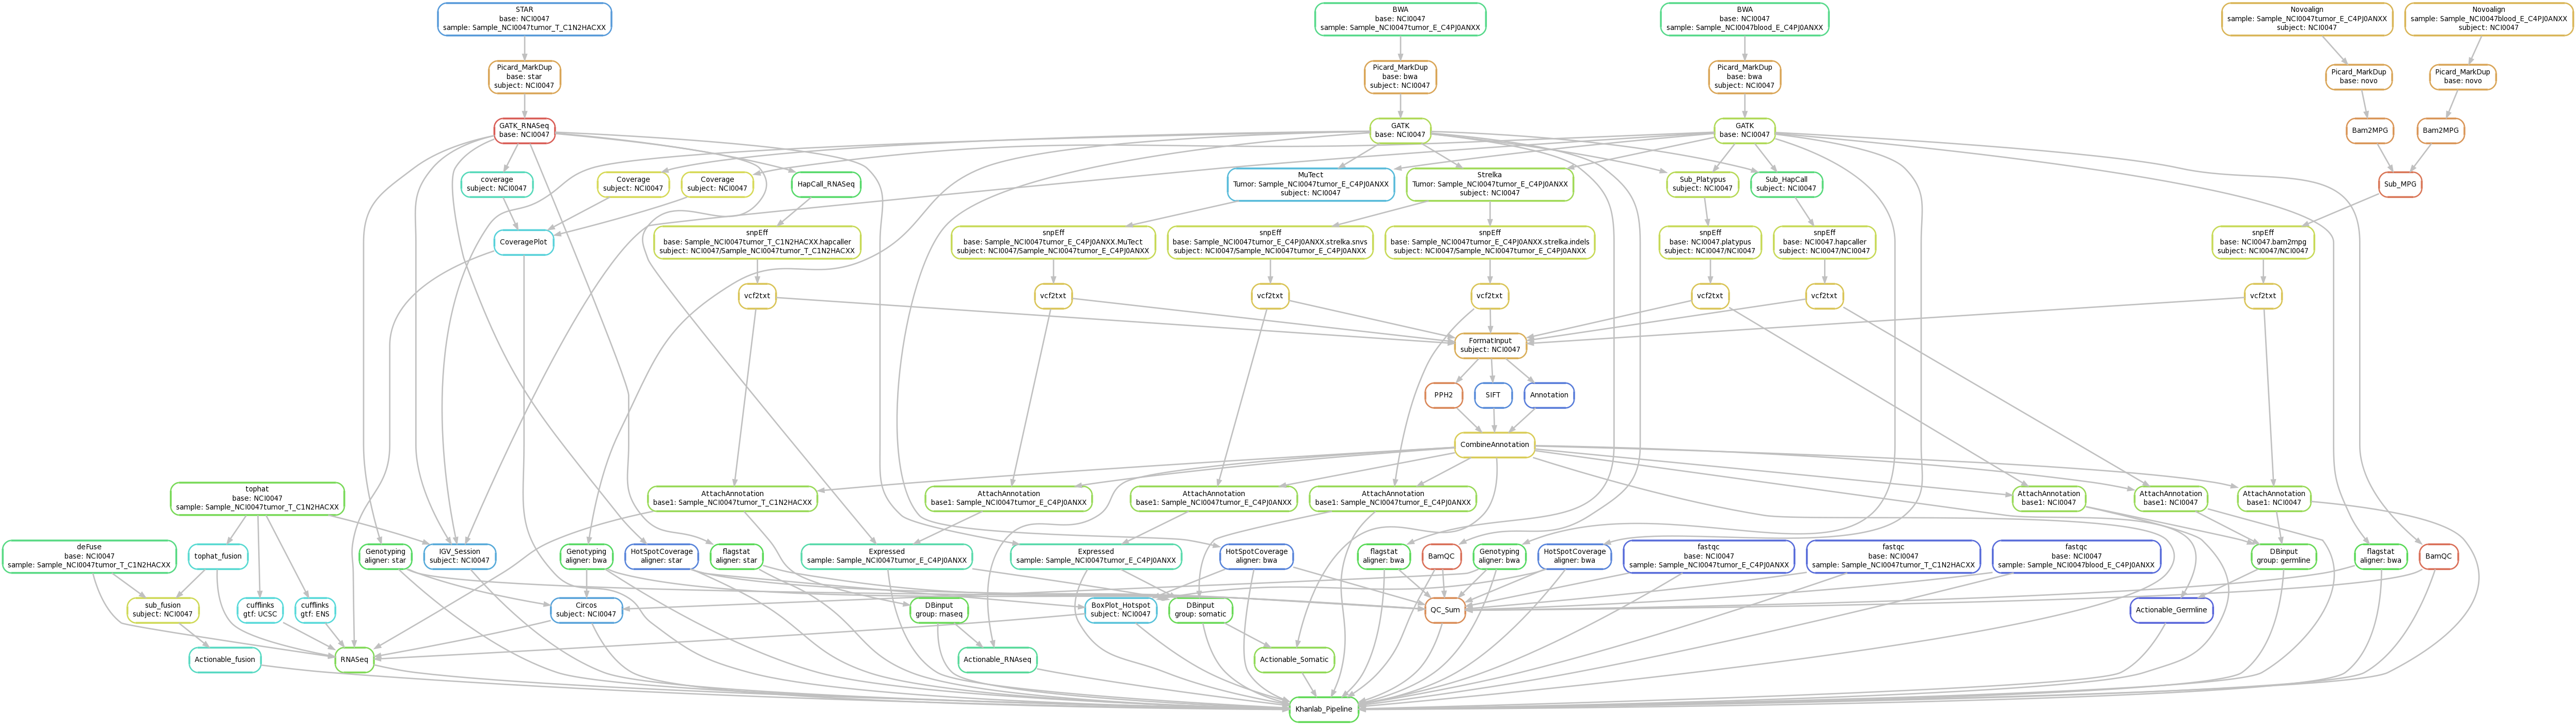 STAR
base: NCI0047
sample: Sample_NCI0047tumor_T_C1N2HACXX
BWA
base: NCI0047
sample: Sample_NCI0047tumor_E_C4PJ0ANXX
BWA
base: NCI0047
sample: Sample_NCI0047blood_E_C4PJ0ANXX
Novoalign
sample: Sample_NCI0047tumor_E_C4PJ0ANXX
subject: NCI0047
Novoalign
sample: Sample_NCI0047blood_E_C4PJ0ANXX
subject: NCI0047
Picard_MarkDup
base: star
subject: NCI0047
Picard_MarkDup
base: bwa
subject: NCI0047
Picard_MarkDup
base: bwa
subject: NCI0047
Picard_MarkDup
base: novo
Picard_MarkDup
base: novo
GATK_RNASeq
base: NCI0047
GATK
base: NCI0047
GATK
base: NCI0047
Bam2MPG
Bam2MPG
coverage
subject: NCI0047
Coverage
subject: NCI0047
Coverage
subject: NCI0047
HapCall_RNASeq
MuTect
Tumor: Sample_NCI0047tumor_E_C4PJ0ANXX
subject: NCI0047
Strelka
Tumor: Sample_NCI0047tumor_E_C4PJ0ANXX
subject: NCI0047
Sub_Platypus
subject: NCI0047
Sub_HapCall
subject: NCI0047
Sub_MPG
CoveragePlot
snpEff
base: Sample_NCI0047tumor_T_C1N2HACXX.hapcaller
subject: NCI0047/Sample_NCI0047tumor_T_C1N2HACXX
snpEff
base: Sample_NCI0047tumor_E_C4PJ0ANXX.MuTect
subject: NCI0047/Sample_NCI0047tumor_E_C4PJ0ANXX
snpEff
base: Sample_NCI0047tumor_E_C4PJ0ANXX.strelka.snvs
subject: NCI0047/Sample_NCI0047tumor_E_C4PJ0ANXX
snpEff
base: Sample_NCI0047tumor_E_C4PJ0ANXX.strelka.indels
subject: NCI0047/Sample_NCI0047tumor_E_C4PJ0ANXX
snpEff
base: NCI0047.platypus
subject: NCI0047/NCI0047
snpEff
base: NCI0047.hapcaller
subject: NCI0047/NCI0047
snpEff
base: NCI0047.bam2mpg
subject: NCI0047/NCI0047
vcf2txt
vcf2txt
vcf2txt
vcf2txt
vcf2txt
vcf2txt
vcf2txt
FormatInput
subject: NCI0047
PPH2
SIFT
Annotation
CombineAnnotation
tophat
base: NCI0047
sample: Sample_NCI0047tumor_T_C1N2HACXX
AttachAnnotation
base1: Sample_NCI0047tumor_T_C1N2HACXX
AttachAnnotation
base1: Sample_NCI0047tumor_E_C4PJ0ANXX
AttachAnnotation
base1: Sample_NCI0047tumor_E_C4PJ0ANXX
AttachAnnotation
base1: Sample_NCI0047tumor_E_C4PJ0ANXX
AttachAnnotation
base1: NCI0047
AttachAnnotation
base1: NCI0047
AttachAnnotation
base1: NCI0047
deFuse
base: NCI0047
sample: Sample_NCI0047tumor_T_C1N2HACXX
tophat_fusion
Genotyping
aligner: star
IGV_Session
subject: NCI0047
Genotyping
aligner: bwa
HotSpotCoverage
aligner: star
flagstat
aligner: star
Expressed
sample: Sample_NCI0047tumor_E_C4PJ0ANXX
Expressed
sample: Sample_NCI0047tumor_E_C4PJ0ANXX
HotSpotCoverage
aligner: bwa
flagstat
aligner: bwa
BamQC
Genotyping
aligner: bwa
HotSpotCoverage
aligner: bwa
fastqc
base: NCI0047
sample: Sample_NCI0047tumor_E_C4PJ0ANXX
fastqc
base: NCI0047
sample: Sample_NCI0047tumor_T_C1N2HACXX
fastqc
base: NCI0047
sample: Sample_NCI0047blood_E_C4PJ0ANXX
DBinput
group: germline
flagstat
aligner: bwa
BamQC
sub_fusion
subject: NCI0047
cufflinks
gtf: UCSC
cufflinks
gtf: ENS
Circos
subject: NCI0047
DBinput
group: rnaseq
BoxPlot_Hotspot
subject: NCI0047
DBinput
group: somatic
QC_Sum
Actionable_Germline
Actionable_fusion
RNASeq
Actionable_RNAseq
Actionable_Somatic
Khanlab_Pipeline